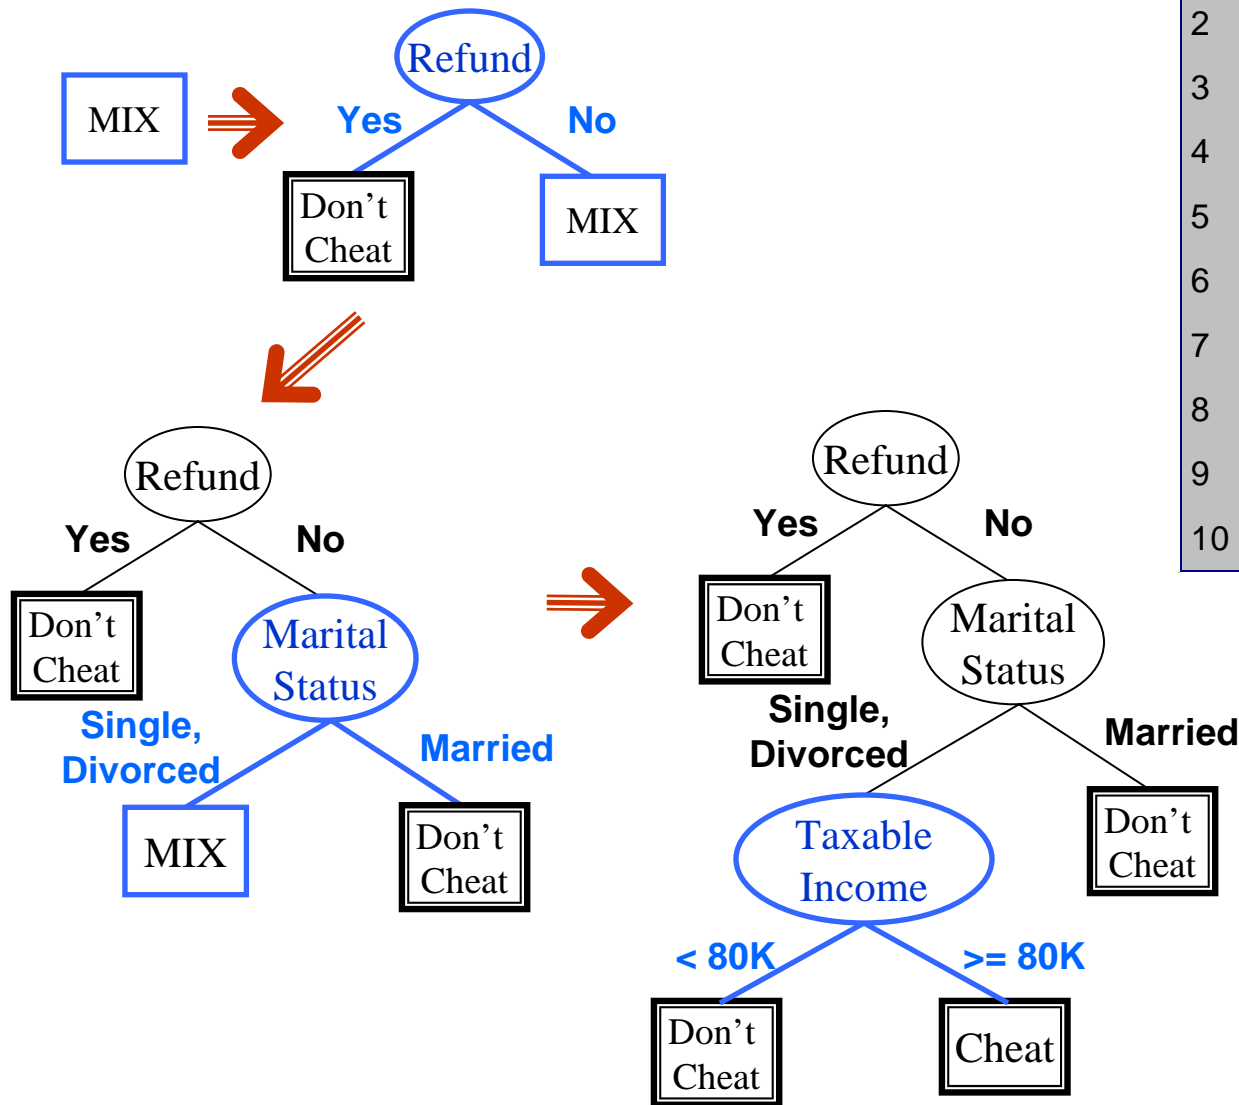 Refund
MIX
Yes
No
Don't
Cheat
MIX
Refund
Yes
No
Don't
Cheat
Marital
Status
Single,
Divorced
Married
MIX
Don't
Cheat
Refund
Yes
No
Don't
Cheat
Marital
Status
Single,
Divorced
Married
Taxable
Income
Don't
Cheat
< 80K
>= 80K
Don't
Cheat
Cheat
2
3
4
5
6
7
8
9
10